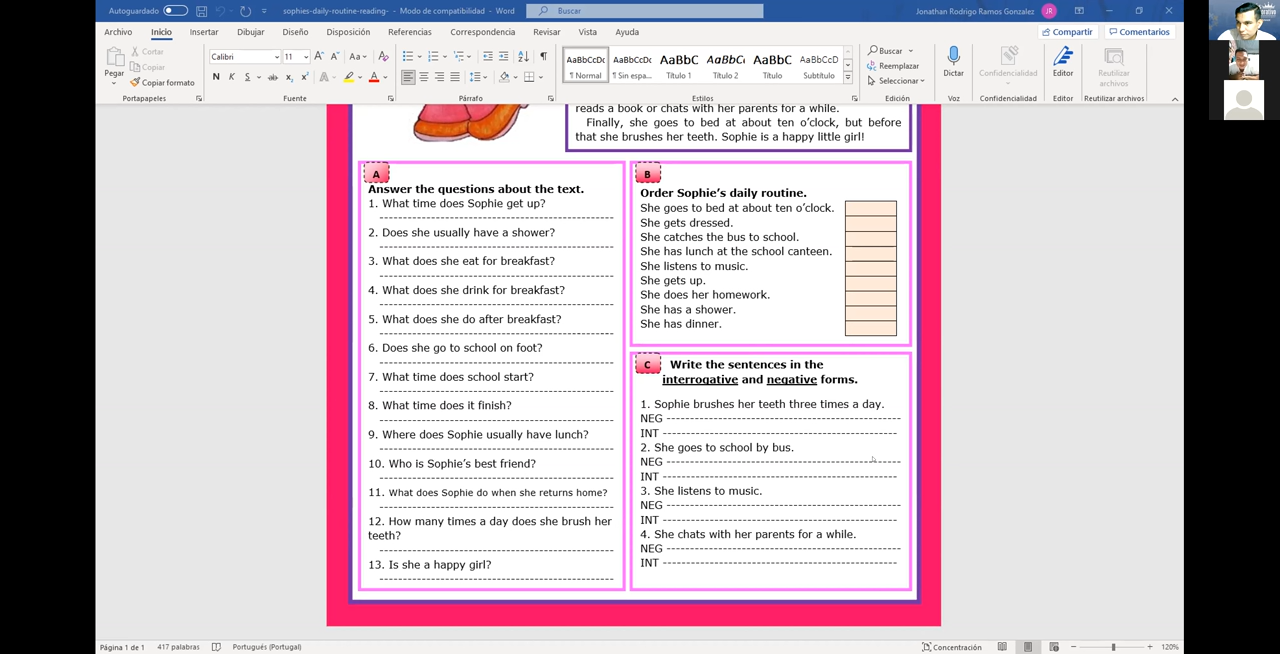 Autoguardado
sophies-daily-routine-reading- - Modo de compatibilidad - Word
Buscar
Jonathan Rodrigo Ramos Gonzalez
JR
Archivo Inicio Insertar Dibujar Diseño Disposición Referencias Correspondencia Revisar Vista Ayuda
Compartir Comentarios
Pegar
Cortar
Copiar
Copiar formato
Portapapeles
Calibri 11
Fuente
Párrafo
AaBbCcDc AaBbCcDc AaBbC AaBbC AaBbC AaBbCcD
¶ Normal ¶ Sin espa... Título 1 Título 2 Título Subtítulo
Estilos
Buscar
Reemplazar
Seleccionar
Edición
Dictar
Voz
Confidencialidad
Confidencialidad
Editor
Editor
Reutilizar archivos
Reutilizar archivos
reads a book or chats with her parents for a while.
Finally, she goes to bed at about ten o'clock, but before
that she brushes her teeth. Sophie is a happy little girl!
A
Answer the questions about the text.
1. What time does Sophie get up?
2. Does she usually have a shower?
3. What does she eat for breakfast?
4. What does she drink for breakfast?
5. What does she do after breakfast?
6. Does she go to school on foot?
7. What time does school start?
8. What time does it finish?
9. Where does Sophie usually have lunch?
10. Who is Sophie's best friend?
11. What does Sophie do when she returns home?
12. How many times a day does she brush her
teeth?
13. Is she a happy girl?
B
Order Sophie's daily routine.
She goes to bed at about ten o'clock.
She gets dressed.
She catches the bus to school.
She has lunch at the school canteen.
She listens to music.
She gets up.
She does her homework.
She has a shower.
She has dinner.
C
Write the sentences in the
interrogative and negative forms.
1. Sophie brushes her teeth three times a day.
NEG
INT
2. She goes to school by bus.
NEG
INT
3. She listens to music.
NEG
INT
4. She chats with her parents for a while.
NEG
INT
Página 1 de 1 417 palabras Portugués (Portugal)
Concentración
120%